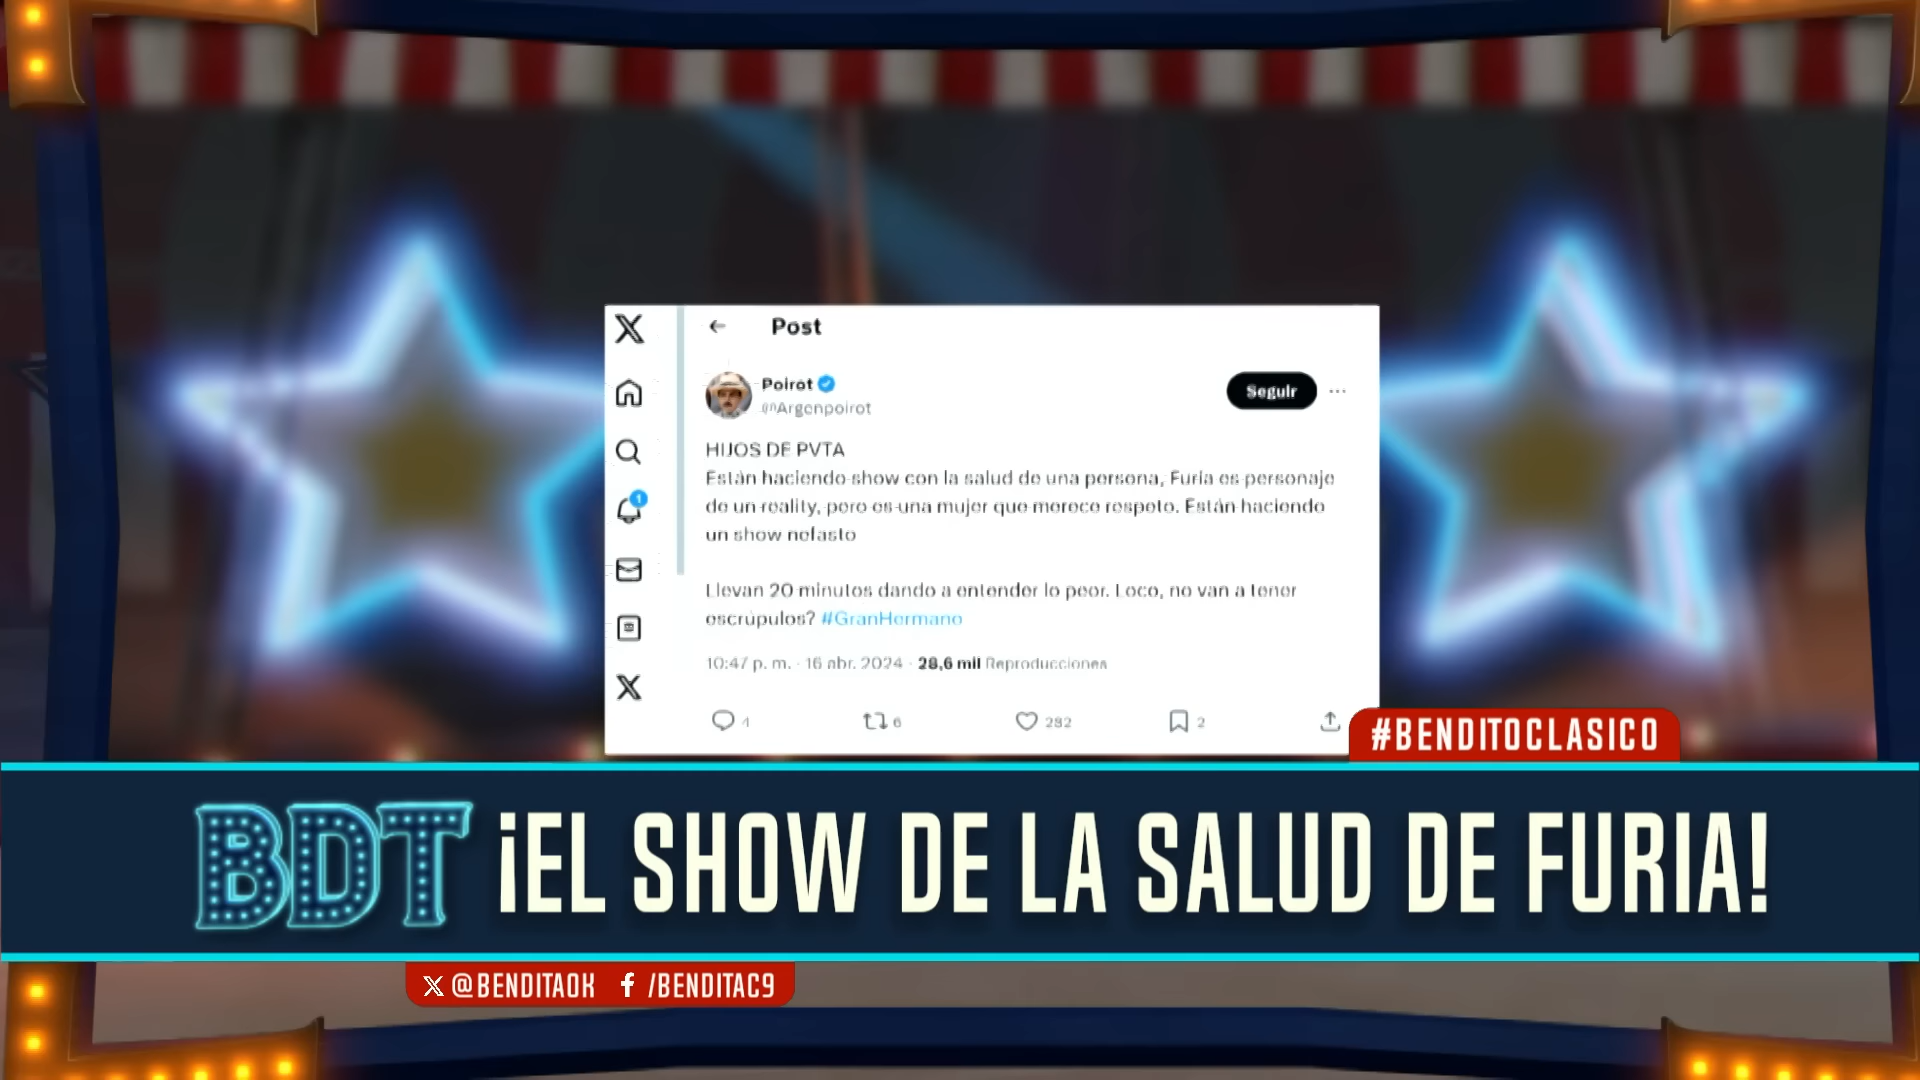 Post
Poirot
@Argenpoirot
Seguir
HIJOS DE PVTA
Están haciendo show con la salud de una persona, Furia es personaje
de un reality, pero es una mujer que merece respeto. Están haciendo
un show nefasto
Llevan 20 minutos dando a entender lo peor. Loco, no van a tener
escrúpulos? #GranHermano
10:47 p. m. · 16 abr. 2024 · 28,6 mil Reproducciones
4 6 282 2
#BENDITOCLASICO
BDT ¡EL SHOW DE LA SALUD DE FURIA!
X @BENDITAOK f /BENDITAC9